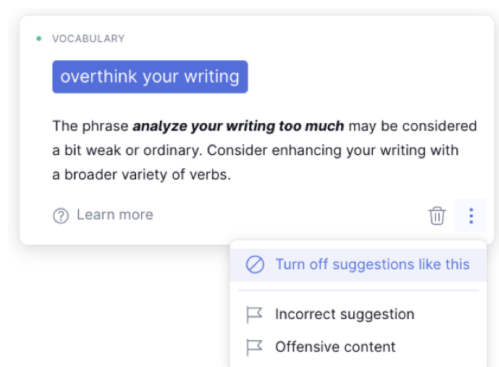 VOCABULARY
overthink your writing
The phrase analyze your writing too much may be considered
a bit weak or ordinary. Consider enhancing your writing with
a broader variety of verbs.
Learn more
Turn off suggestions like this
Incorrect suggestion
Offensive content